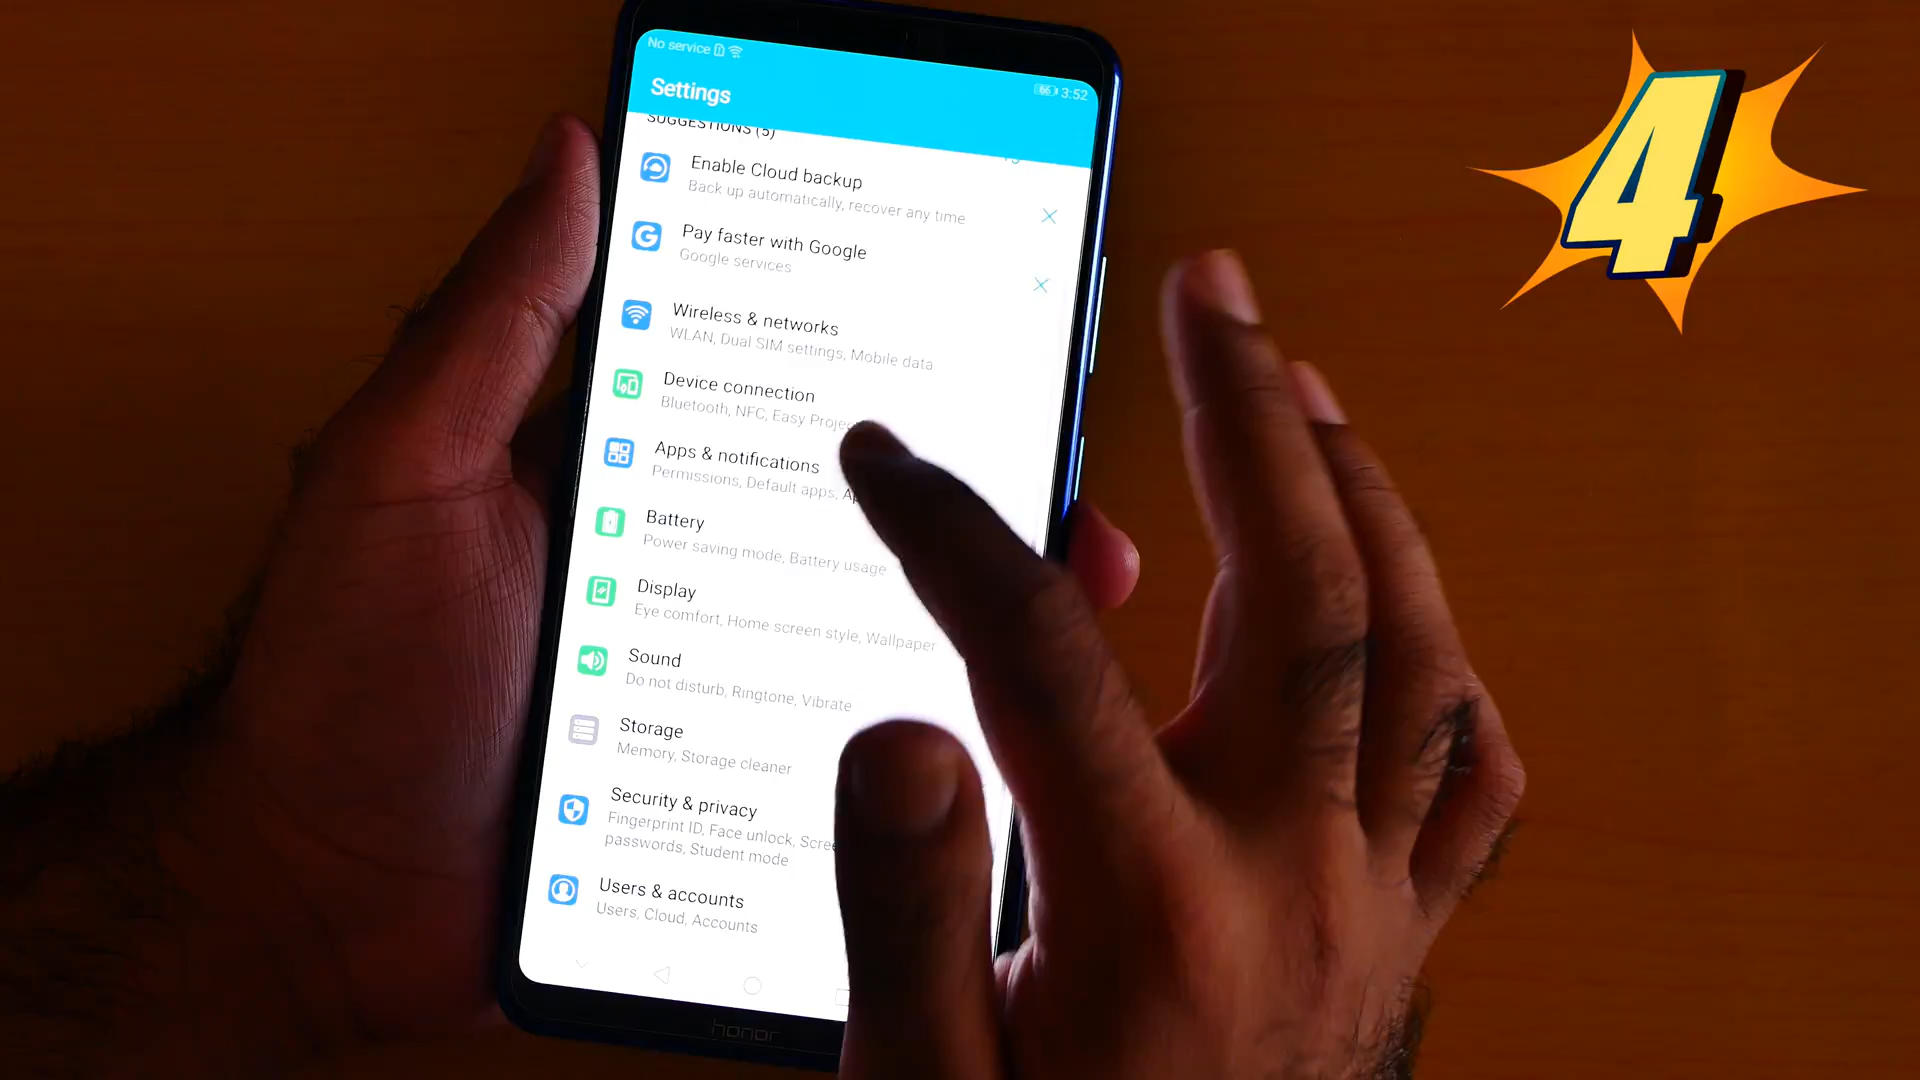 No service
66 3:52
Settings
SUGGESTIONS (5)
Enable Cloud backup
Back up automatically, recover any time
Pay faster with Google
Google services
Wireless & networks
WLAN, Dual SIM settings, Mobile data
Device connection
Bluetooth, NFC, Easy
Apps & notifications
Permissions, Default apps,
Battery
Power saving mode, Battery usage
Display
Eye comfort, Home screen style, Wallpaper
Sound
Do not disturb, Ringtone, Vibrate
Storage
Memory, Storage cleaner
Security & privacy
Fingerprint ID, Face unlock,
passwords, Student mode
Users & accounts
Users, Cloud, Accounts
honor
4